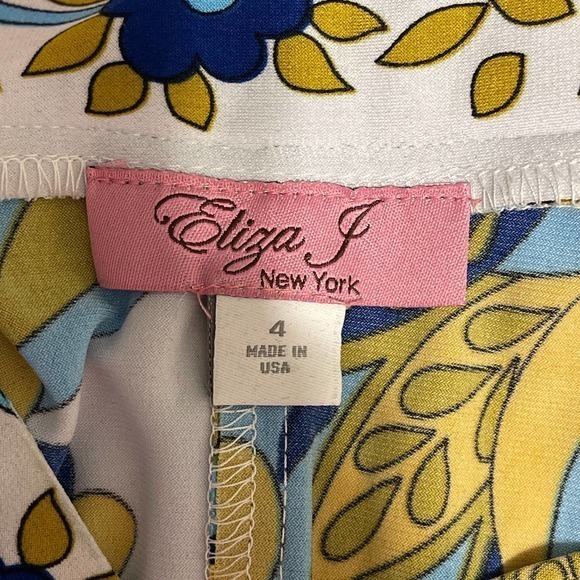 Eliza J
New York
4
MADE IN
USA